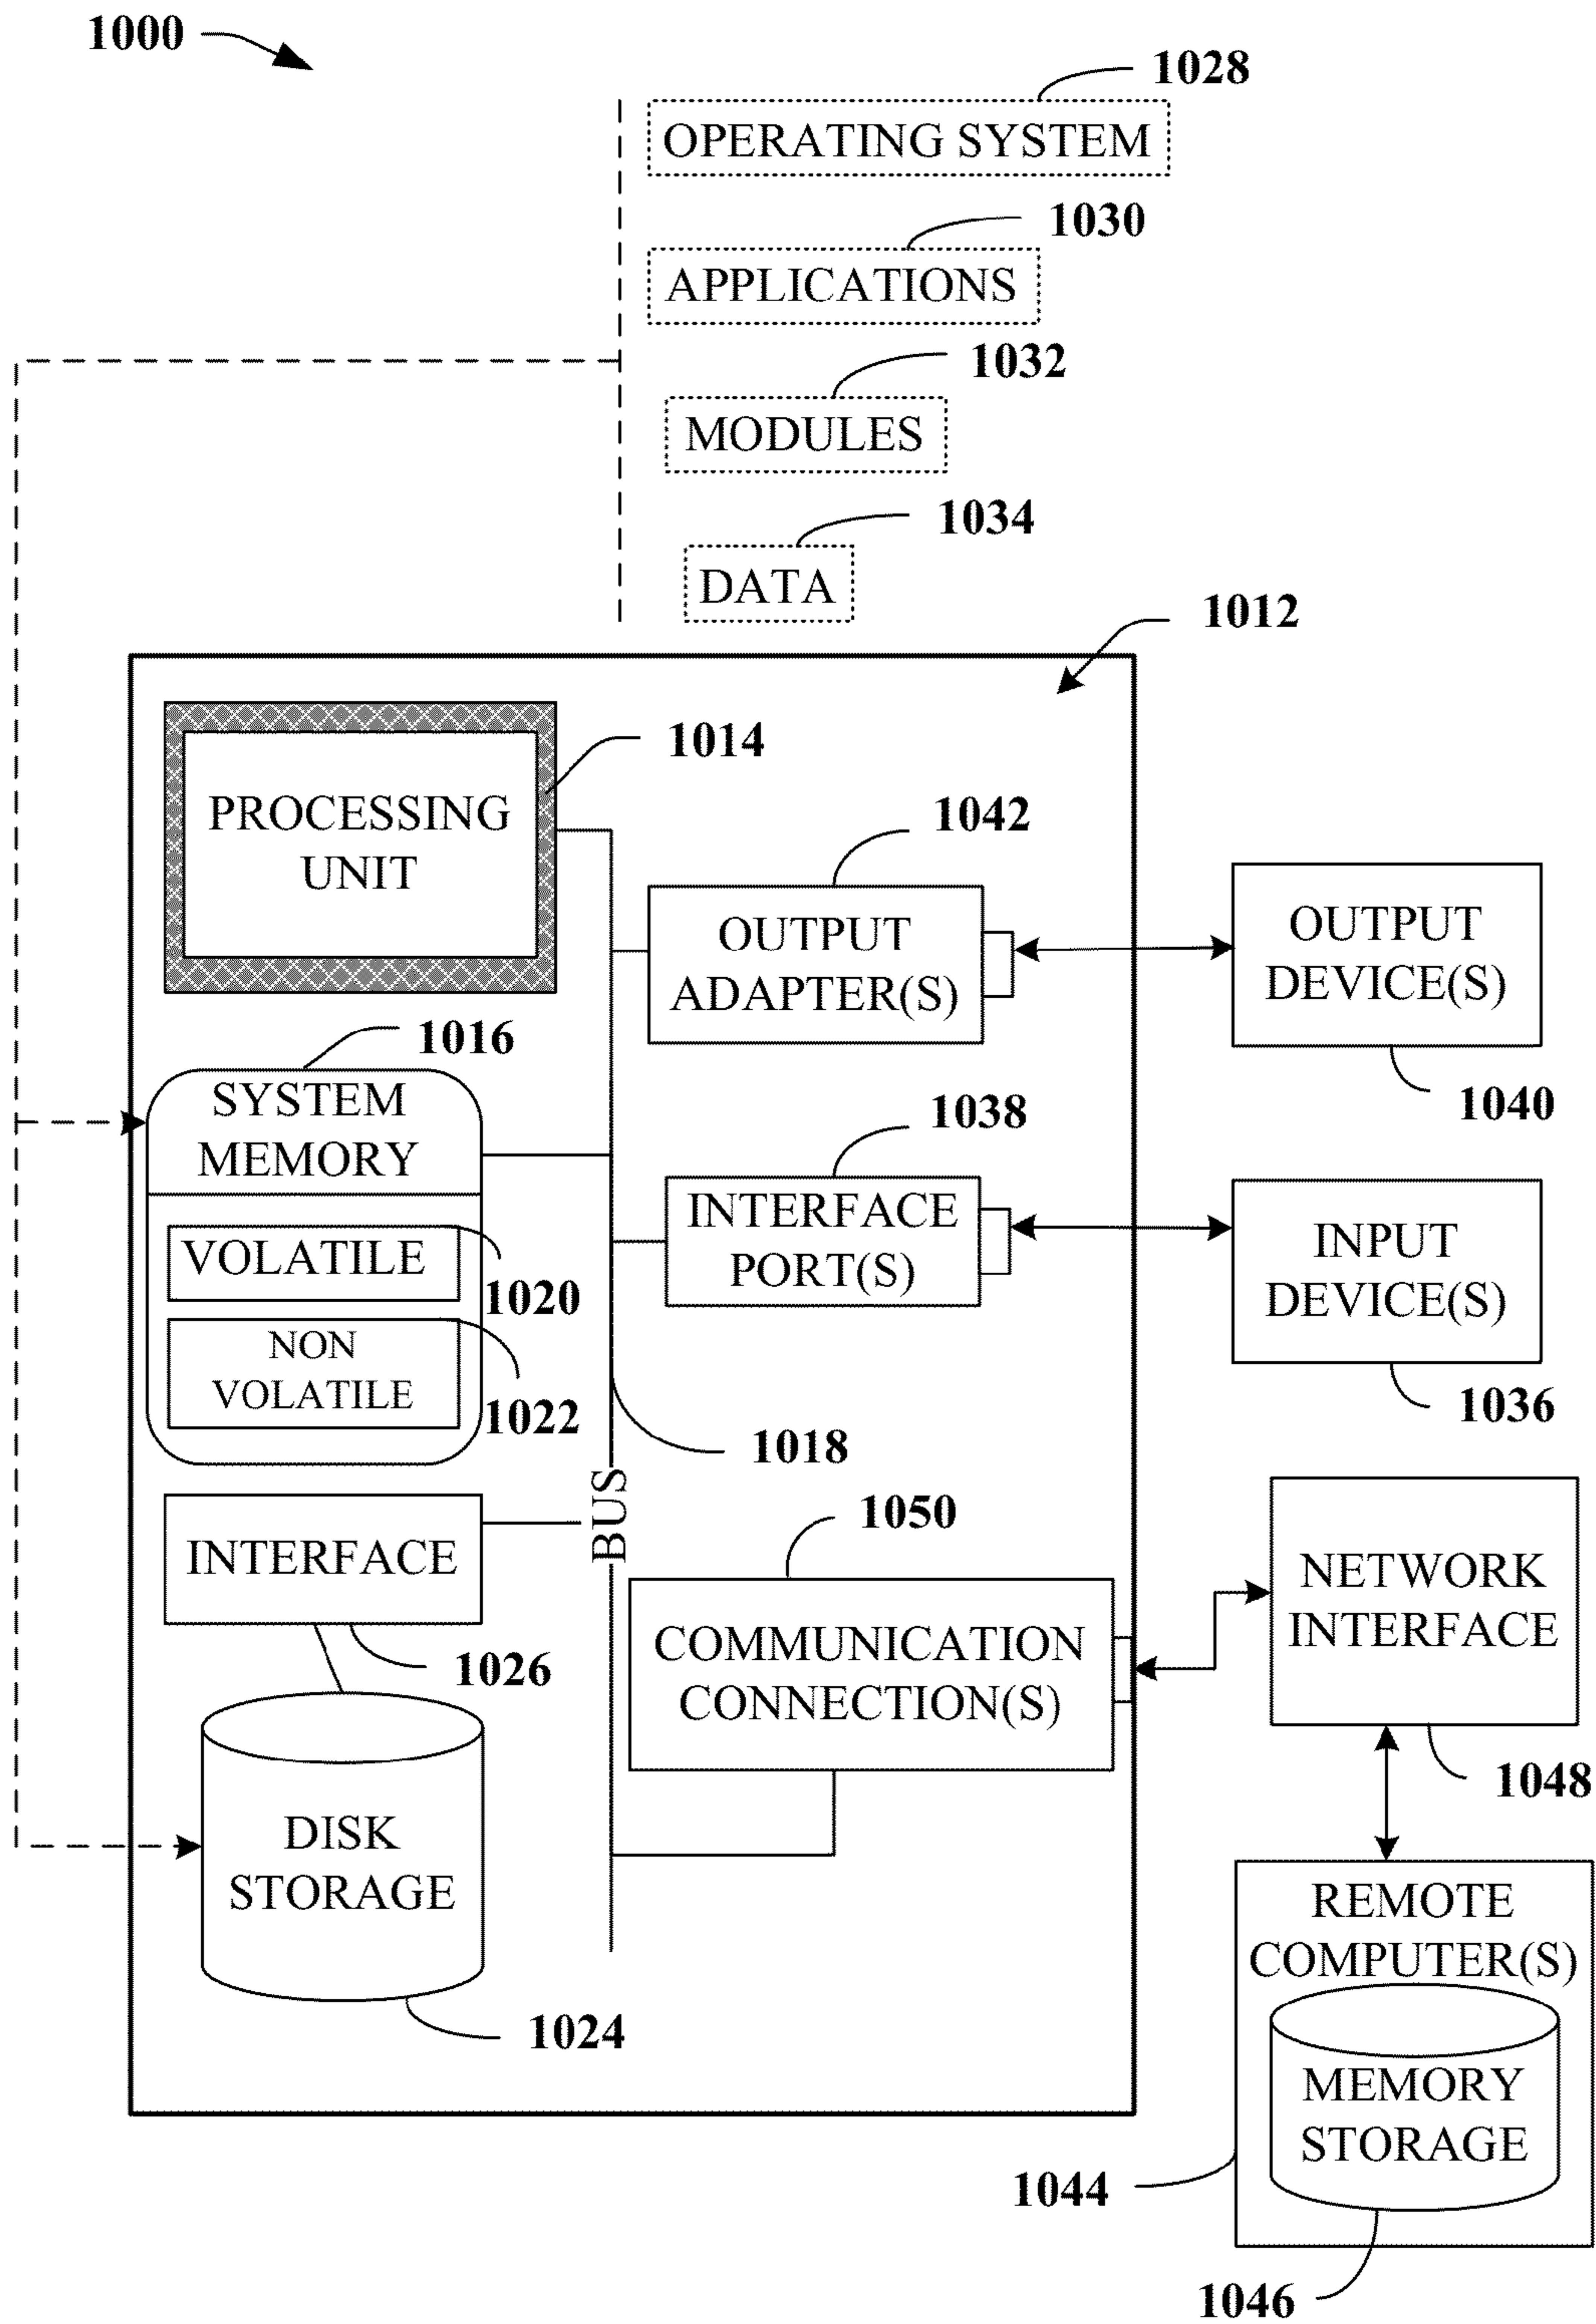 1000
1028
OPERATING SYSTEM
1030
APPLICATIONS
1032
MODULES
1034
DATA
1012
1014
PROCESSING
UNIT
1042
OUTPUT
ADAPTER(S)
OUTPUT
DEVICE(S)
1040
1016
SYSTEM
MEMORY
VOLATILE
1020
NON
VOLATILE
1022
1038
INTERFACE
PORT(S)
INPUT
DEVICE(S)
1036
1018
BUS
INTERFACE
1026
1050
COMMUNICATION
CONNECTION(S)
NETWORK
INTERFACE
1048
DISK
STORAGE
1024
REMOTE
COMPUTER(S)
MEMORY
STORAGE
1044
1046